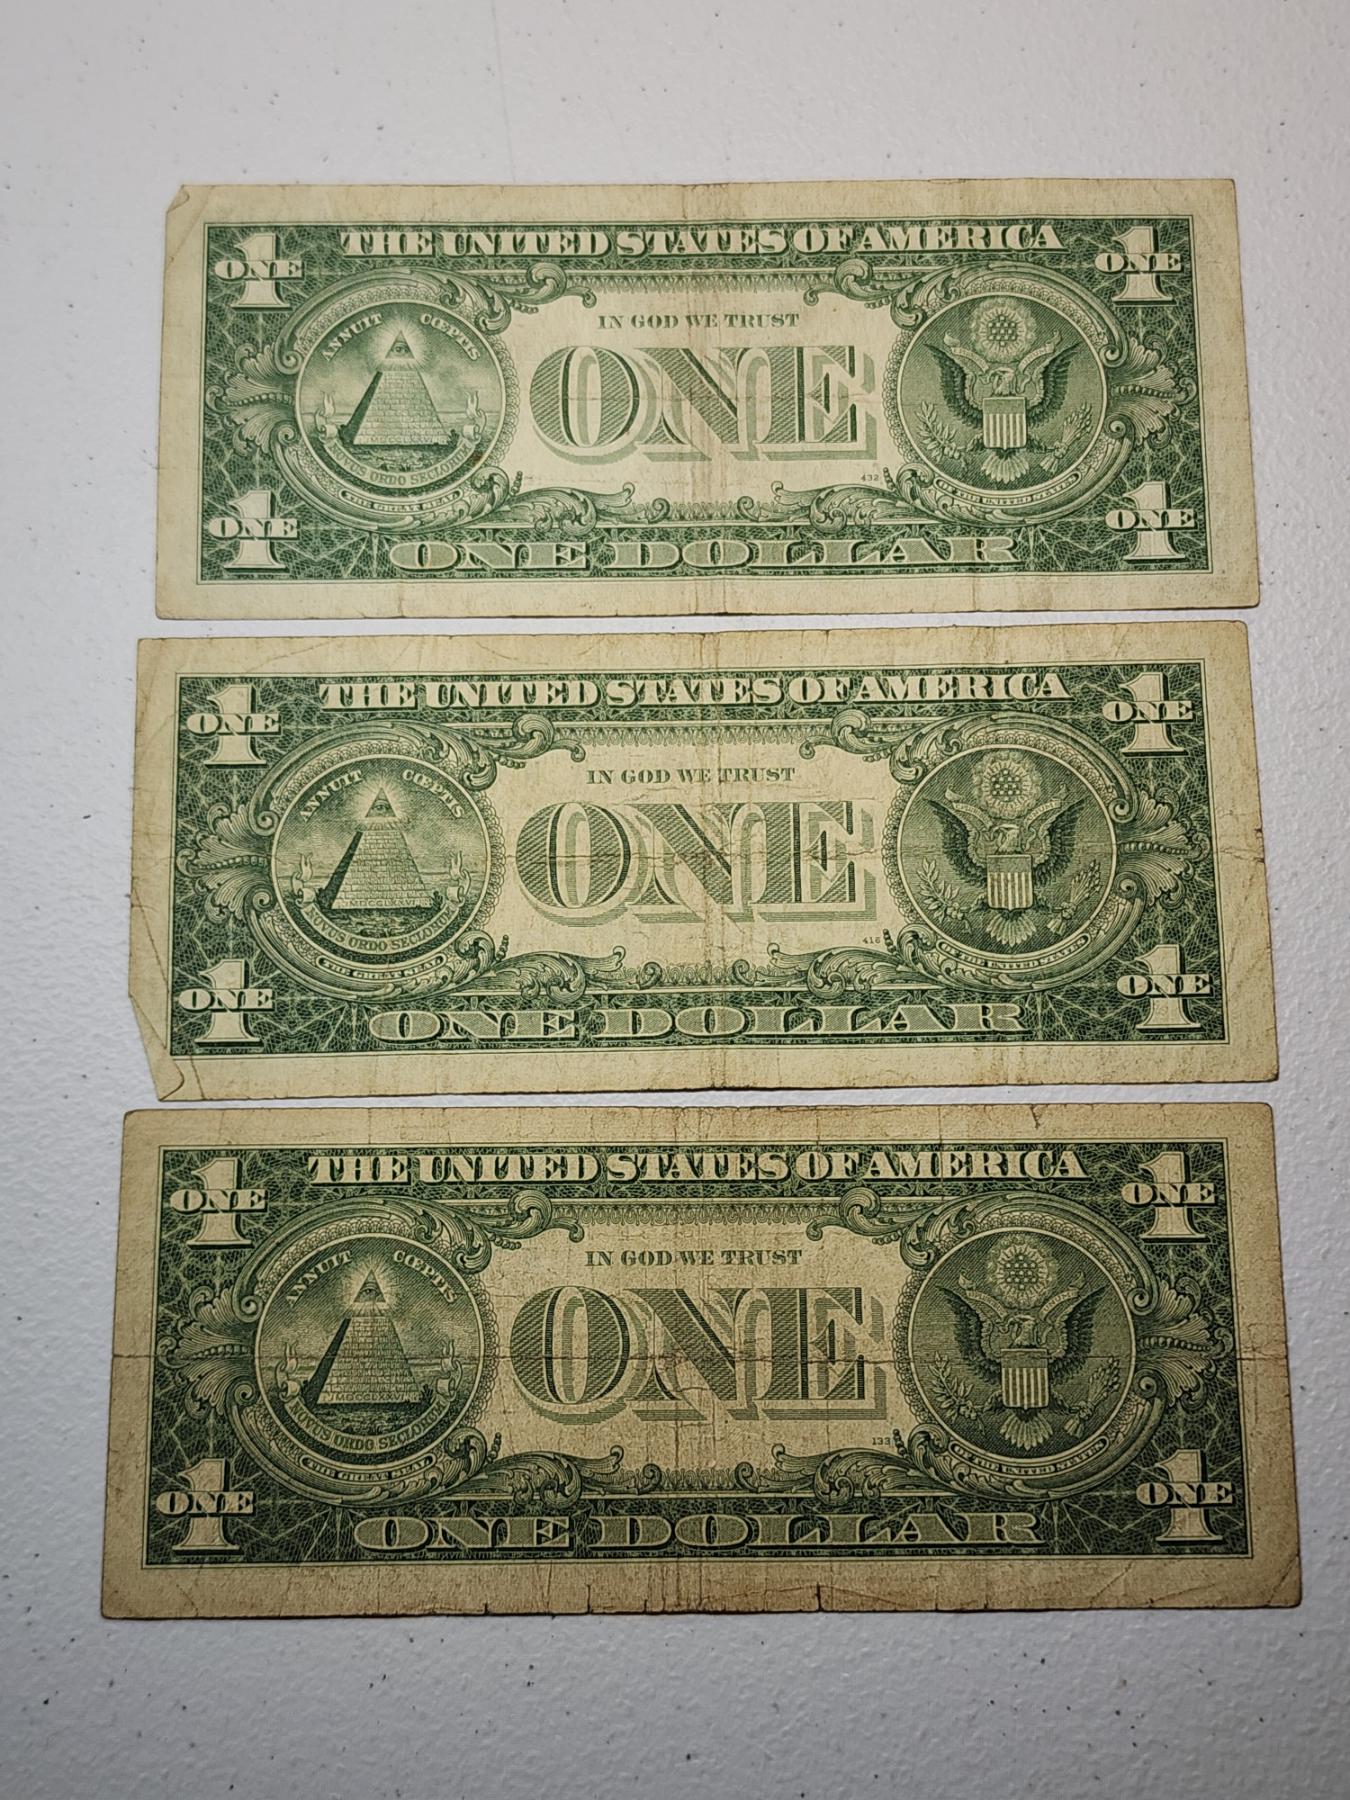 THE UNITED STATES OF AMERICA
1 ONE
1 ONE
ANNUIT CŒPTIS
IN GOD WE TRUST
ONE
MDCCLXXVI
NOVUS ORDO SECLORUM
THE GREAT SEAL
432
OF THE UNITED STATES
1 ONE
1 ONE
ONE DOLLAR
THE UNITED STATES OF AMERICA
1 ONE
1 ONE
ANNUIT CŒPTIS
IN GOD WE TRUST
ONE
MDCCLXXVI
NOVUS ORDO SECLORUM
THE GREAT SEAL
416
OF THE UNITED STATES
1 ONE
1 ONE
ONE DOLLAR
THE UNITED STATES OF AMERICA
1 ONE
1 ONE
ANNUIT CŒPTIS
IN GOD WE TRUST
ONE
MDCCLXXVI
NOVUS ORDO SECLORUM
THE GREAT SEAL
133
OF THE UNITED STATES
1 ONE
1 ONE
ONE DOLLAR